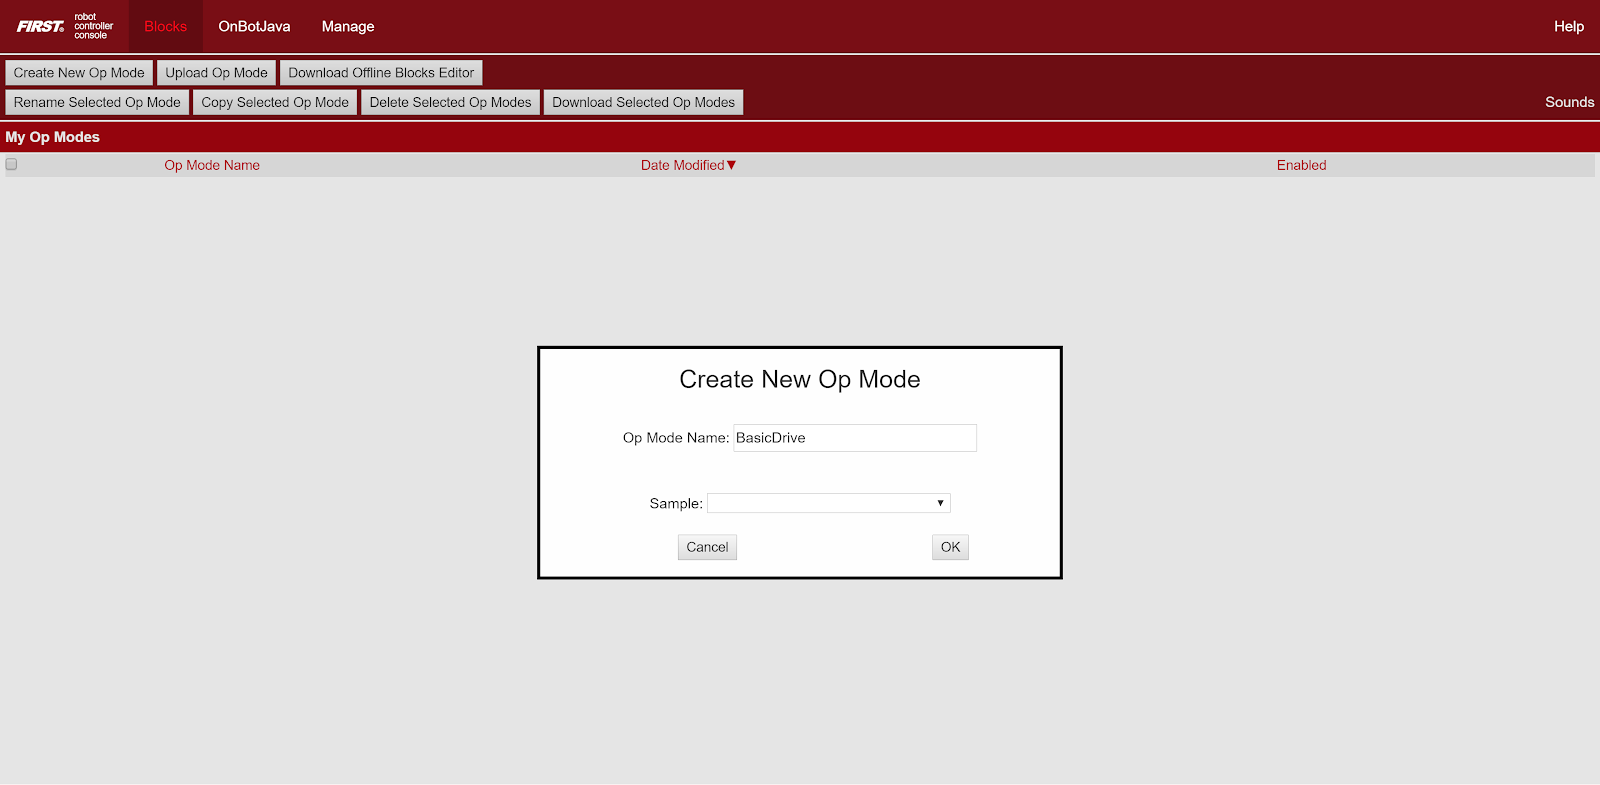 FIRST® robot controller console Blocks OnBotJava Manage Help
Create New Op Mode Upload Op Mode Download Offline Blocks Editor
Rename Selected Op Mode Copy Selected Op Mode Delete Selected Op Modes Download Selected Op Modes Sounds
My Op Modes
Op Mode Name Date Modified▼ Enabled
Create New Op Mode
Op Mode Name: BasicDrive
Sample: ▼
Cancel OK